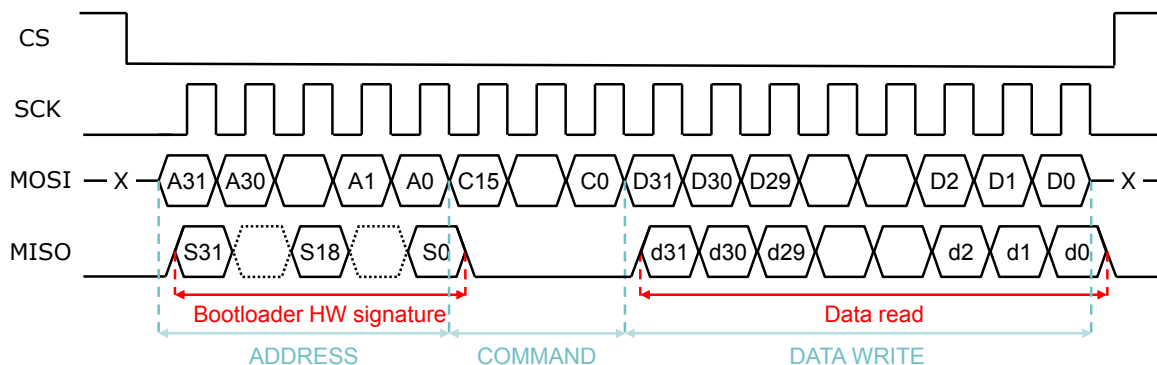 CS
SCK
MOSI X A31 A30 A1 A0 C15 C0 D31 D30 D29 D2 D1 D0 X
MISO S31 S18 S0 d31 d30 d29 d2 d1 d0
Bootloader HW signature Data read
ADDRESS COMMAND DATA WRITE